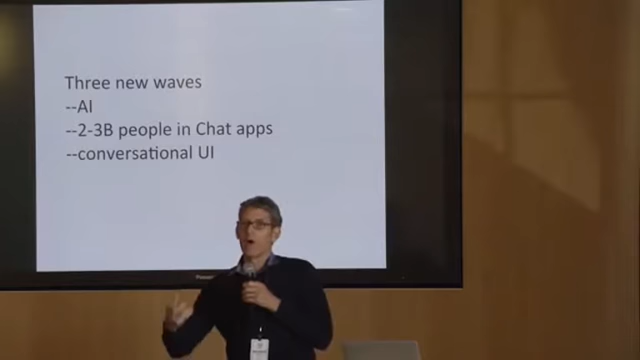 Three new waves
--AI
--2-3B people in Chat apps
--conversational UI